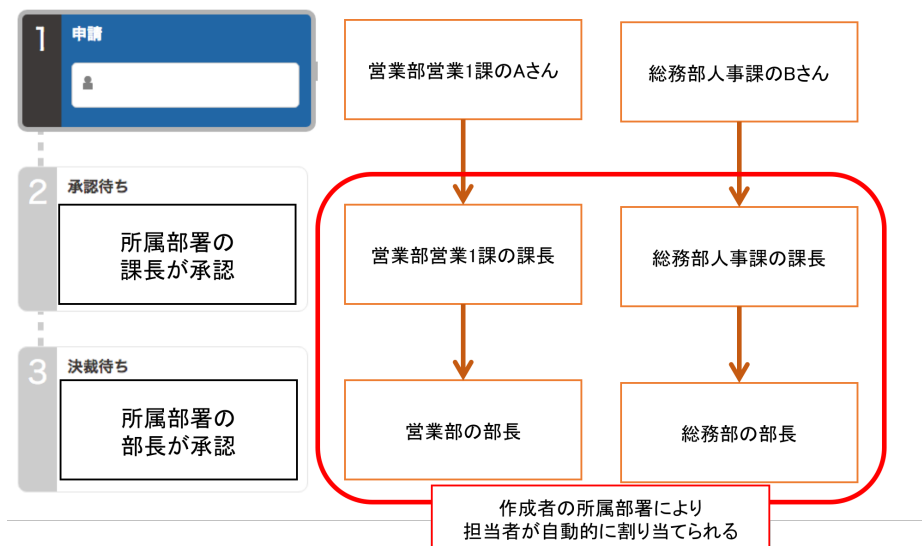 1
申請
営業部営業1課のAさん
総務部人事課のBさん
2
承認待ち
所属部署の
課長が承認
営業部営業1課の課長
総務部人事課の課長
3
決裁待ち
所属部署の
部長が承認
営業部の部長
総務部の部長
作成者の所属部署により
担当者が自動的に割り当てられる